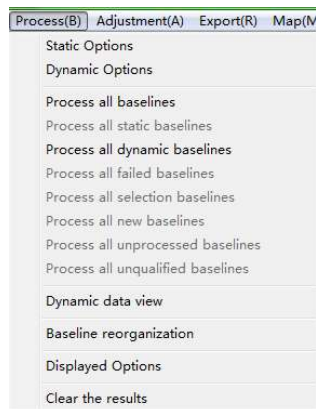 Process(B) Adjustment(A) Export(R) Map(M
Static Options
Dynamic Options
Process all baselines
Process all static baselines
Process all dynamic baselines
Process all failed baselines
Process all selection baselines
Process all new baselines
Process all unprocessed baselines
Process all unqualified baselines
Dynamic data view
Baseline reorganization
Displayed Options
Clear the results